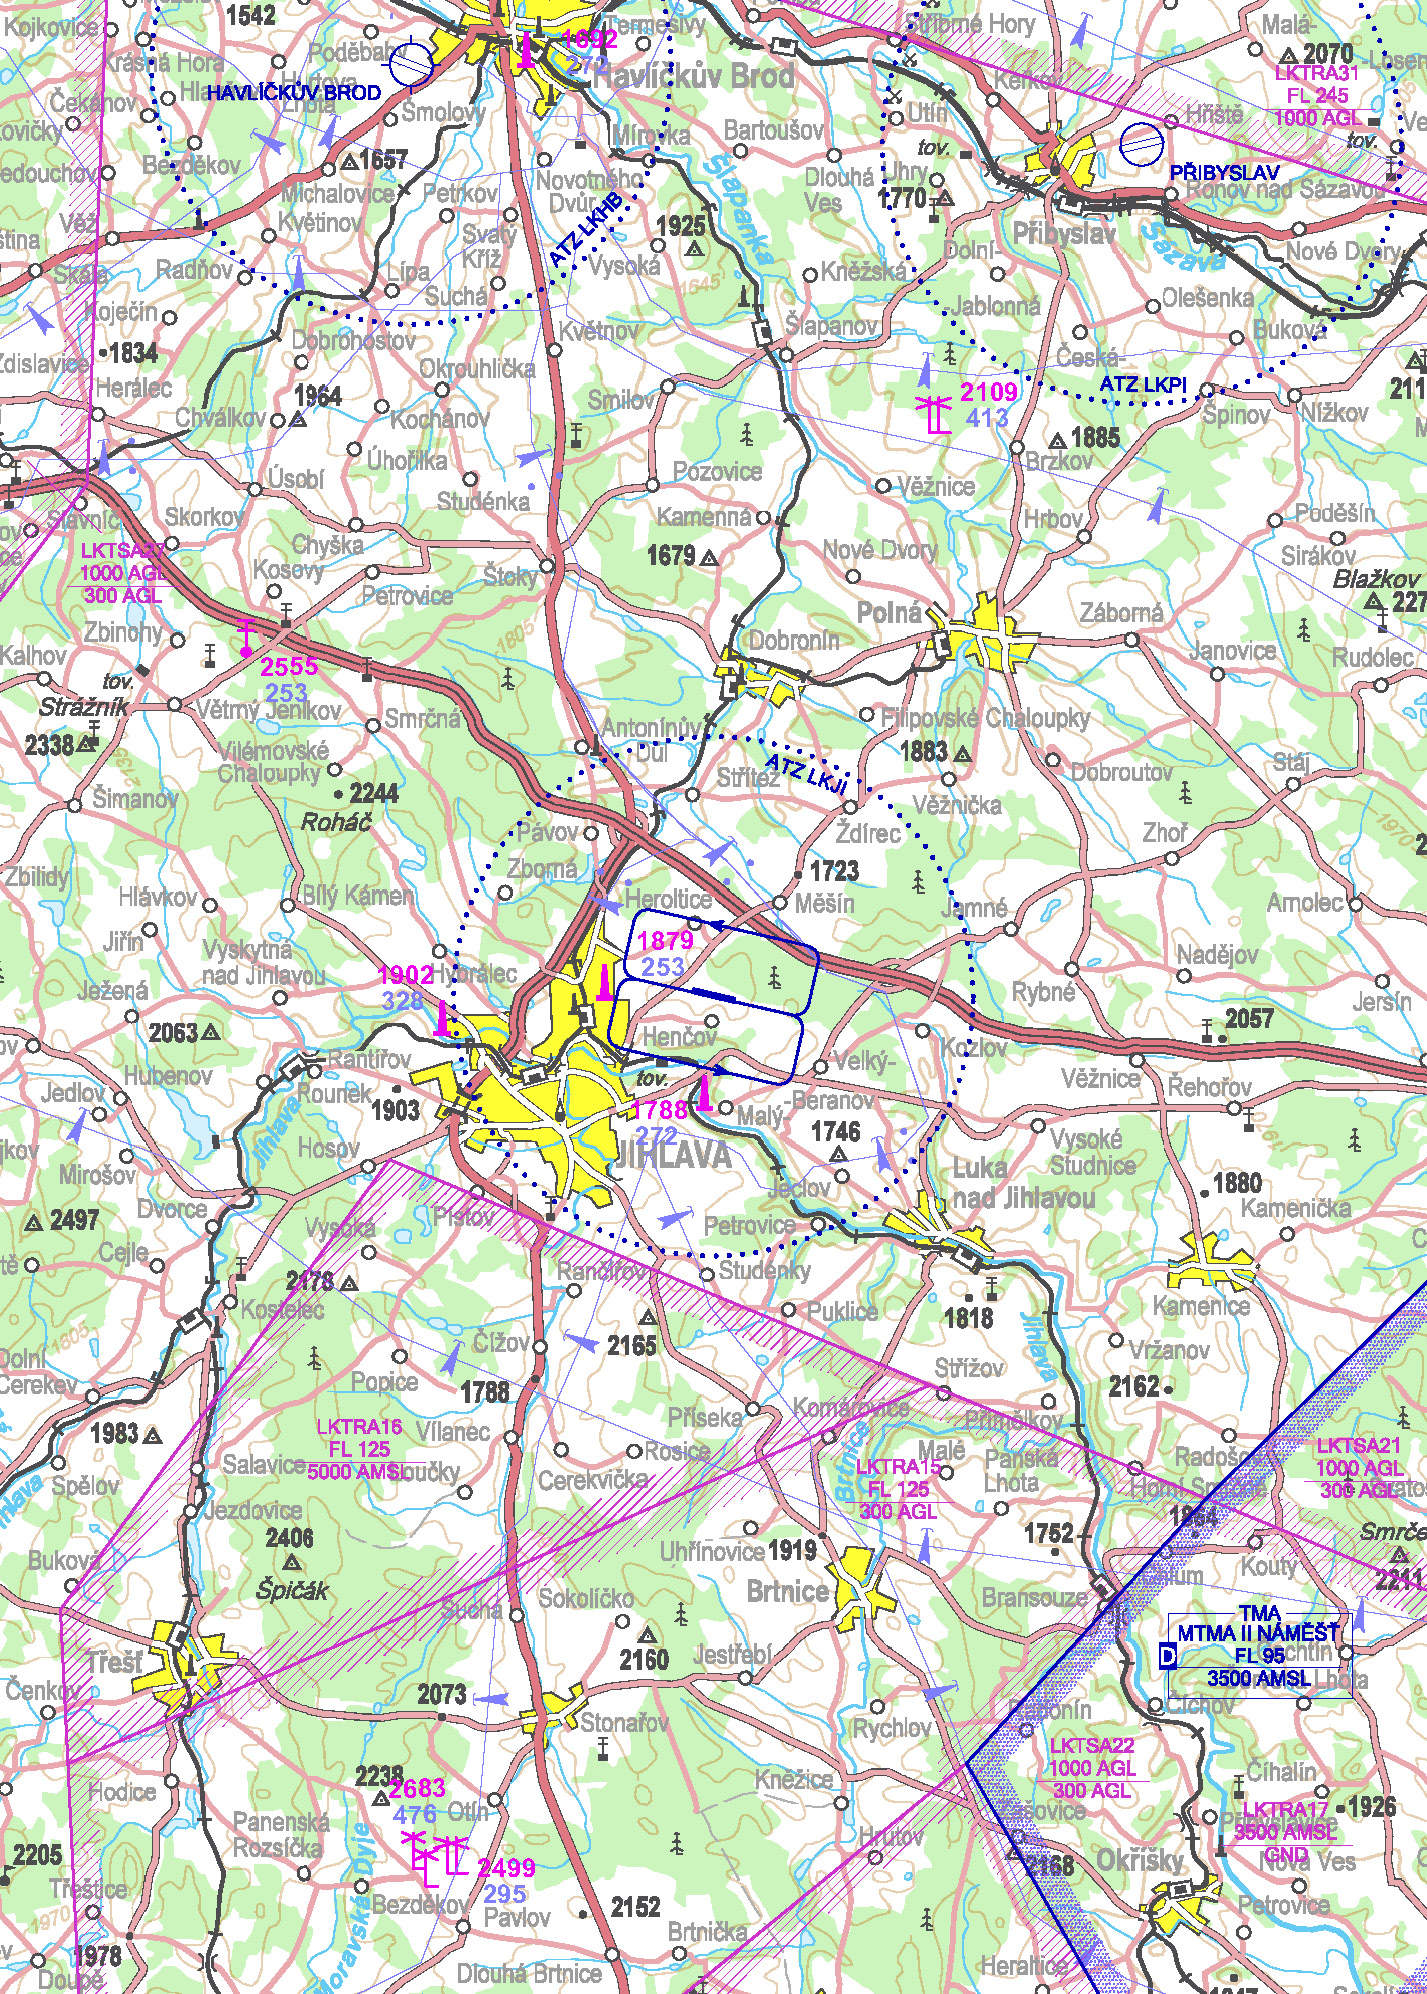 Kojkovice
1542
Poděbaby
Termesivy
1692
272
Stříbrné Hory
Malá-
2070
Krásná Hora
HAVLÍČKŮV BROD
Havlíčkův Brod
LKTRA31
FL 245
1000 AGL
Čekánov
Šmolovy
Mírovka
Bartoušov
Utín
Hřiště
tov.
tov.
Bezděkov
1657
Michalovice
Petrkov
Novotného
Dvůr
Šlapanka
Dlouhá
Ves
Uhry
1770
PŘIBYSLAV
Ronov nad Sázavou
Věž
Květinov
Svatý
Kříž
ATZ LKHB
1925
Přibyslav
Sázava
Skála
Radňov
Lípa
Suchá
Vysoká
1645
Kněžská
Dolní-
-Jablonná
Nové Dvory
Koječín
Olešenka
Dobrohostov
Květnov
Šlapanov
Buková
1834
Zdislavice
Herálec
Okrouhlička
Česká-
ATZ LKPI
1964
Chválkov
Kochánov
Smilov
2109
413
Špinov
Nížkov
Úhořilka
1885
Brzkov
Úsobí
Studénka
Pozovice
Věžnice
Slavníč
Skorkov
Kamenná
Hrbov
Poděšín
LKTSA27
1000 AGL
300 AGL
Chyška
Kosovy
Petrovice
Štoky
1679
Nové Dvory
Sirákov
Blažkov
Zbinohy
1805
Polná
Záborná
Dobronín
Kalhov
2555
253
Janovice
Rudolec
tov.
Strážník
Větrný Jeníkov
Smrčná
Antonínův
Důl
Filipovské Chaloupky
2338
Vilémovské
Chaloupky
1883
Střítež
ATZ LKJI
Dobroutov
Stáj
Šimanov
2244
Roháč
Věžnička
Pávov
Ždírec
Zhoř
1970
Zbilidy
Zborná
1723
Hlávkov
Bílý Kámen
Heroltice
Měšín
Jamné
Arnolec
Jiřín
Vyskytná
nad Jihlavou
1879
253
Nadějov
1902
328
Hybrálec
Ježená
Rybné
Jersín
2063
Henčov
2057
Rantířov
Velký-
Kozlov
Hubenov
Věžnice
Řehořov
Jedlov
Rounek
1903
tov.
Jihlava
1788
272
Malý
-Beranov
1746
Vysoké
Studnice
Hosov
JIHLAVA
Mirošov
Jeclov
Luka
nad Jihlavou
1880
Dvorce
Pístov
Petrovice
Kamenička
2497
Vysoká
Cejle
2178
Rančířov
Studénky
Kostelec
Puklice
1818
Jihlava
Kamenice
1805
2165
Čížov
Vržanov
Dolní
Cerekev
Popice
1788
Střížov
2162
Komárovice
Příseka
Přímělkov
1983
LKTRA16
FL 125
5000 AMSL
Vílanec
Radošov
LKTSA21
1000 AGL
300 AGL
Malé
Rosice
Panská
Lhota
Salavice
Brtnice
LKTRA15
FL 125
300 AGL
Spělov
Loučky
Cerekvička
Jihlava
Jezdovice
2406
Uhřínovice
1919
1752
Smrče
Buková
Kouty
Špičák
2211
Sokolíčko
Brtnice
Bransouze
TMA
MTMA II NÁMĚŠŤ
FL 95
3500 AMSL
D
Suchá
Třešť
2160
Jestřebí
Čenkov
2073
Lhota
Číchov
Stonařov
Rychlov
LKTSA22
1000 AGL
300 AGL
Hodice
2238
2683
476
Kněžice
Číhalín
Otín
Zašovice
Panenská
Rozsíčka
LKTRA17
3500 AMSL
GND
1926
Hrutov
2205
2499
295
2168
Okříšky
Nová Ves
Třeštice
Moravská Dyje
Bezděkov
Pavlov
1970
2152
Petrovice
Brtnička
1978
Doupě
Dlouhá Brtnice
Heraltice